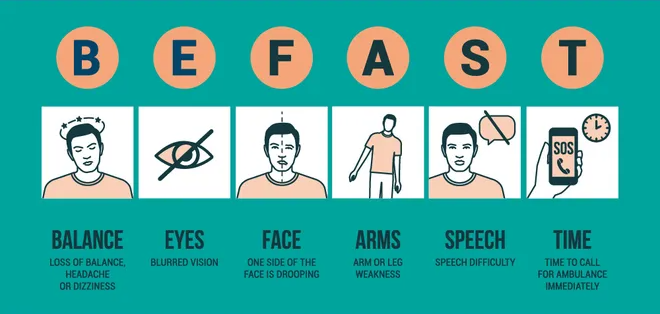 B E F A S T
SOS
BALANCE
LOSS OF BALANCE,
HEADACHE
OR DIZZINESS
EYES
BLURRED VISION
FACE
ONE SIDE OF THE
FACE IS DROOPING
ARMS
ARM OR LEG
WEAKNESS
SPEECH
SPEECH DIFFICULTY
TIME
TIME TO CALL
FOR AMBULANCE
IMMEDIATELY